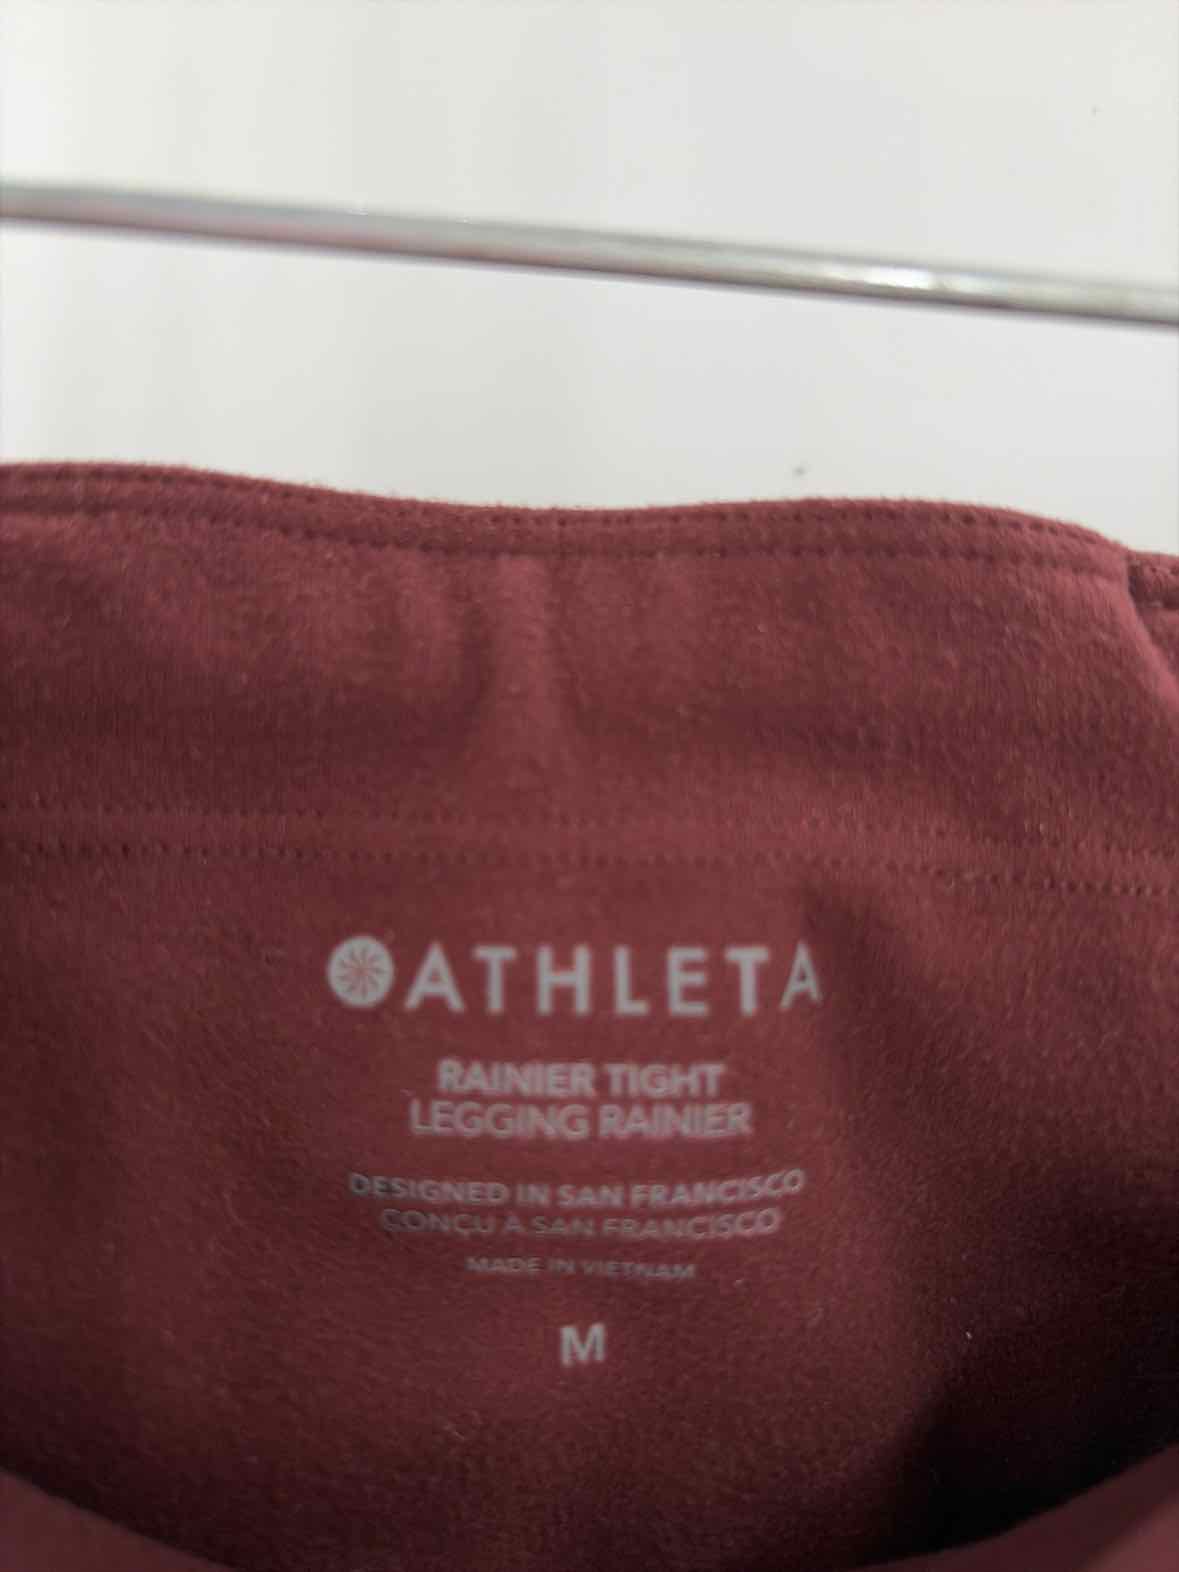 ATHLETA
RAINIER TIGHT
LEGGING RAINIER
DESIGNED IN SAN FRANCISCO
CONÇU À SAN FRANCISCO
MADE IN VIETNAM
M